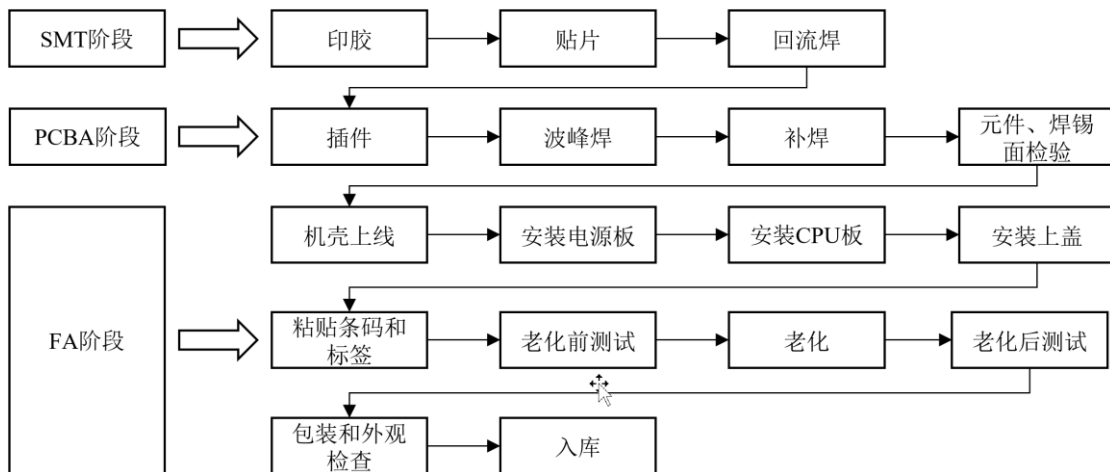 SMT阶段
印胶
贴片
回流焊
PCBA阶段
插件
波峰焊
补焊
元件、焊锡
面检验
FA阶段
机壳上线
安装电源板
安装CPU板
安装上盖
粘贴条码和
标签
老化前测试
老化
老化后测试
包装和外观
检查
入库